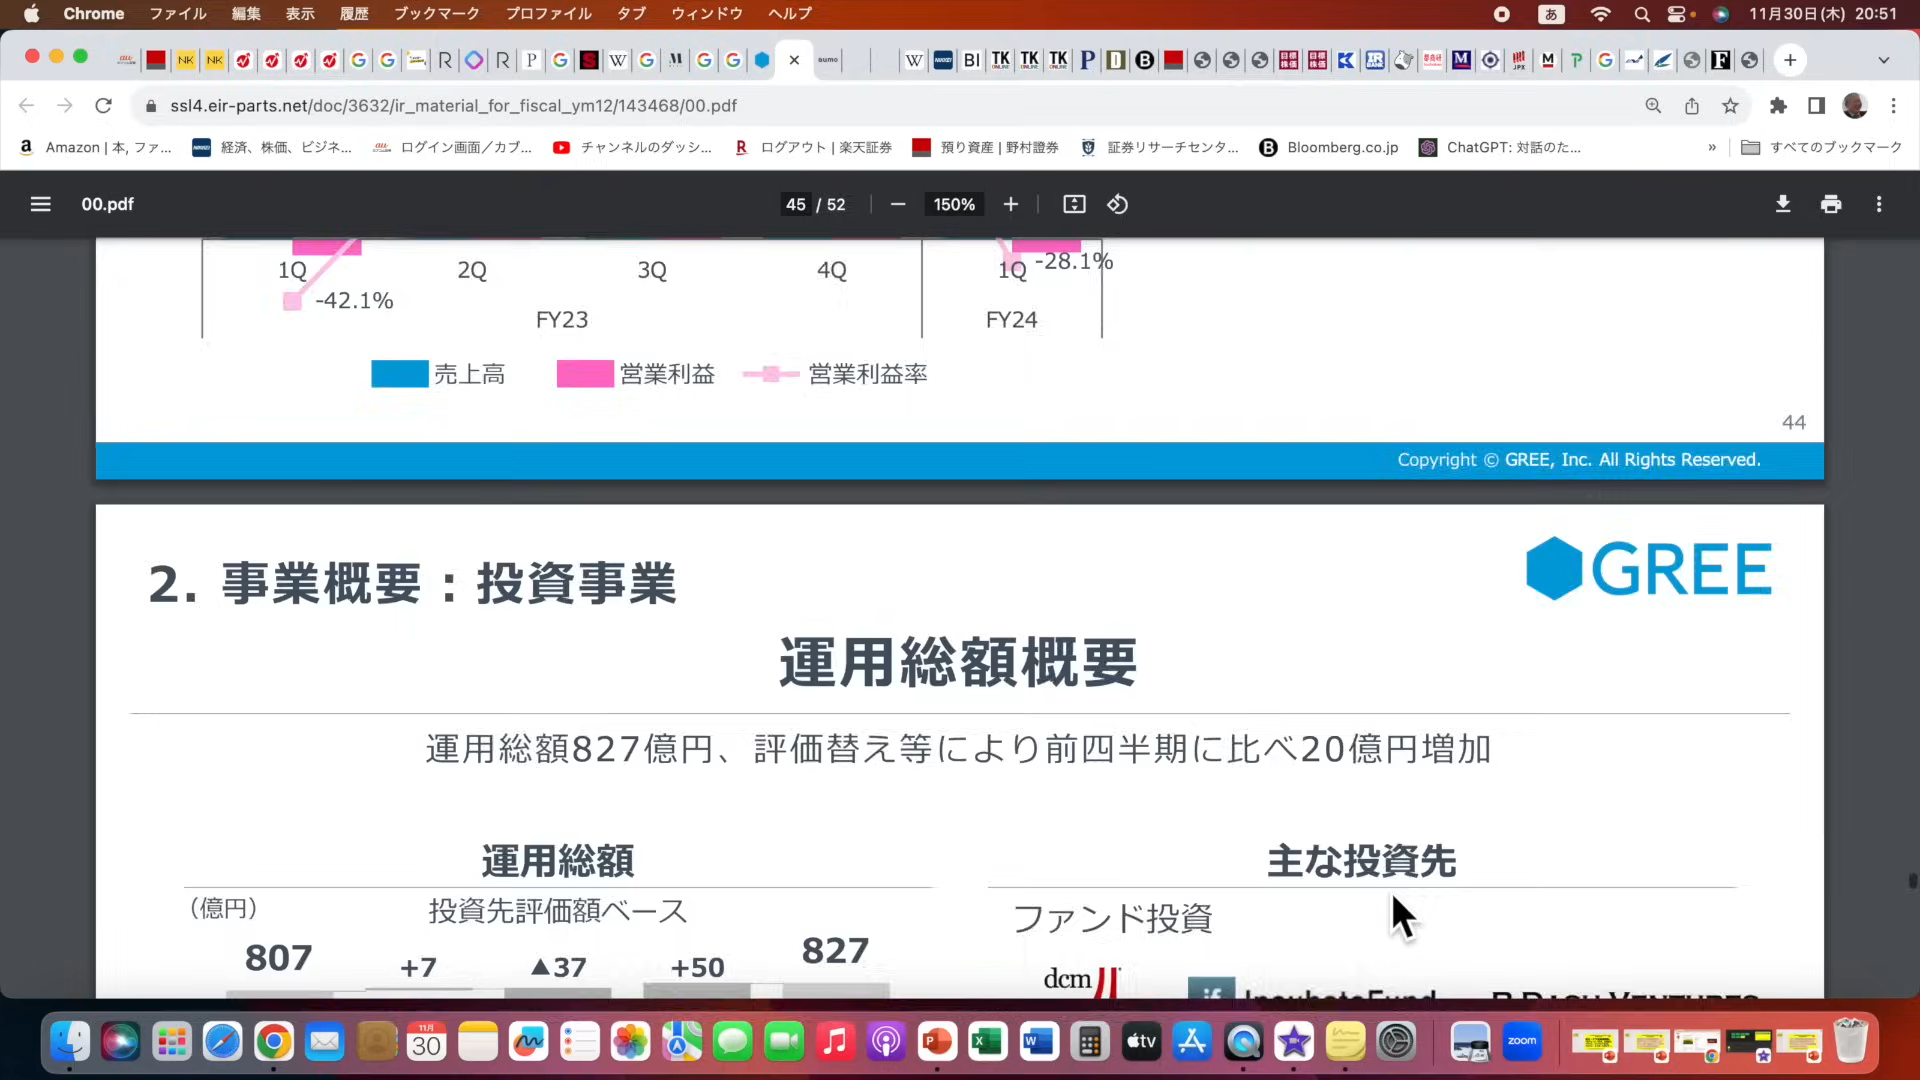 Chrome ファイル 編集 表示 履歴 ブックマーク プロファイル タブ ウィンドウ ヘルプ あ 11月30日(木) 20:51
ssl4.eir-parts.net/doc/3632/ir_material_for_fiscal_ym12/143468/00.pdf
Amazon | 本, ファ... 経済、株価、ビジネ... ログイン画面／カブ... チャンネルのダッシ... ログアウト | 楽天証券 預り資産 | 野村證券 証券リサーチセンタ... Bloomberg.co.jp ChatGPT: 対話のた... » すべてのブックマーク
00.pdf 45 / 52 150%
1Q 2Q 3Q 4Q 1Q -28.1%
-42.1%
FY23 FY24
売上高 営業利益 営業利益率
44
Copyright © GREE, Inc. All Rights Reserved.
2. 事業概要：投資事業
GREE
運用総額概要
運用総額827億円、評価替え等により前四半期に比べ20億円増加
運用総額 主な投資先
（億円） 投資先評価額ベース ファンド投資
807 +7 ▲37 +50 827
dcm
11月
30
tv
zoom